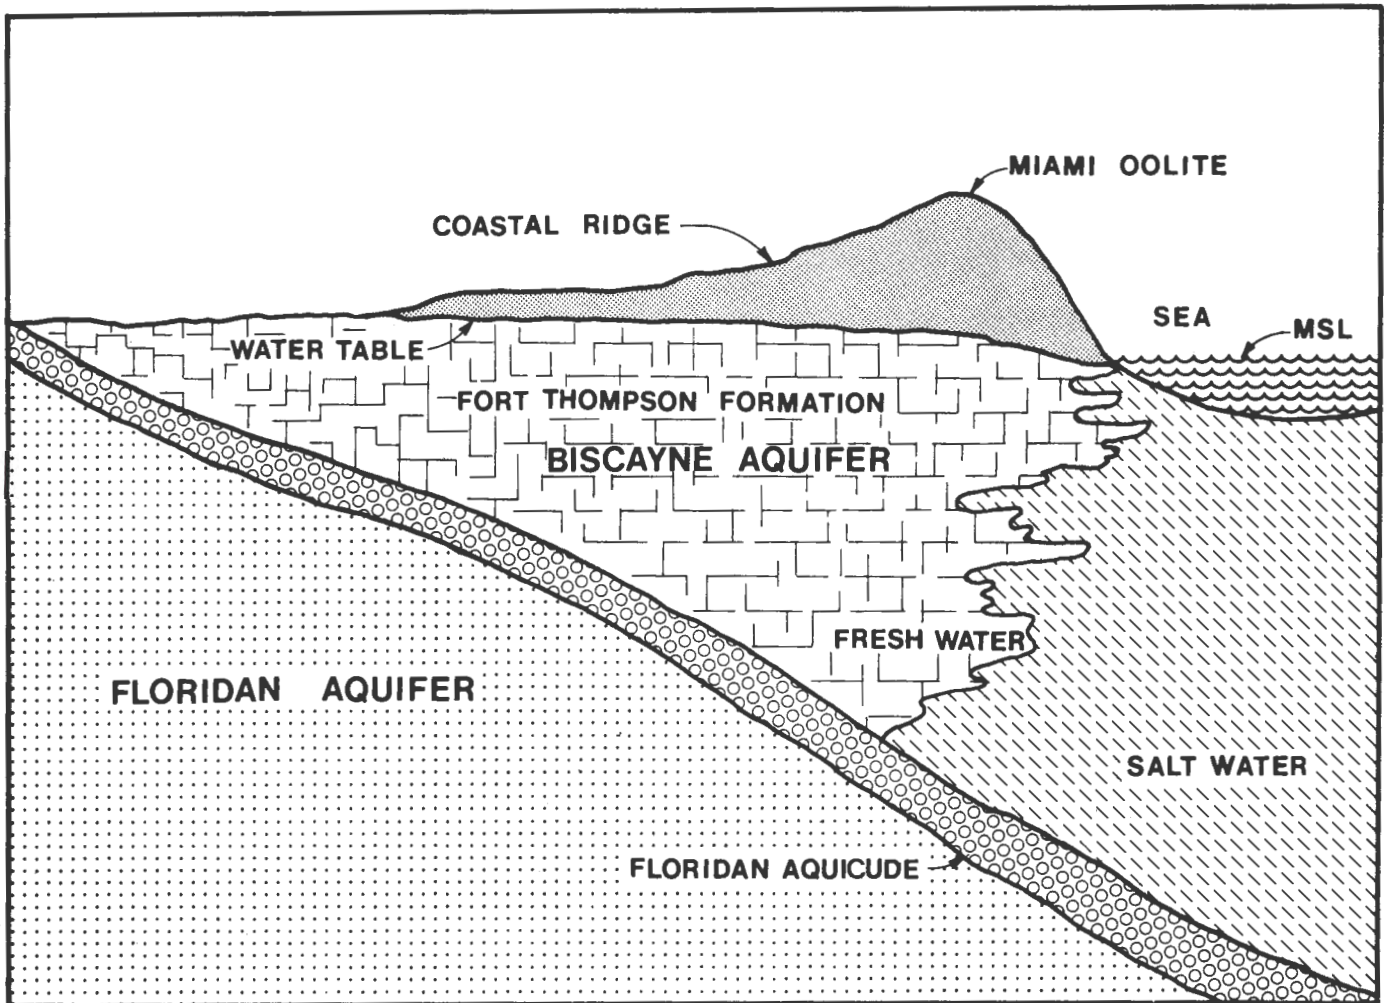 MIAMI OOLITE
COASTAL RIDGE
SEA
MSL
WATER TABLE
FORT THOMPSON FORMATION
BISCAYNE AQUIFER
FRESH WATER
FLORIDAN AQUIFER
SALT WATER
FLORIDAN AQUICUDE